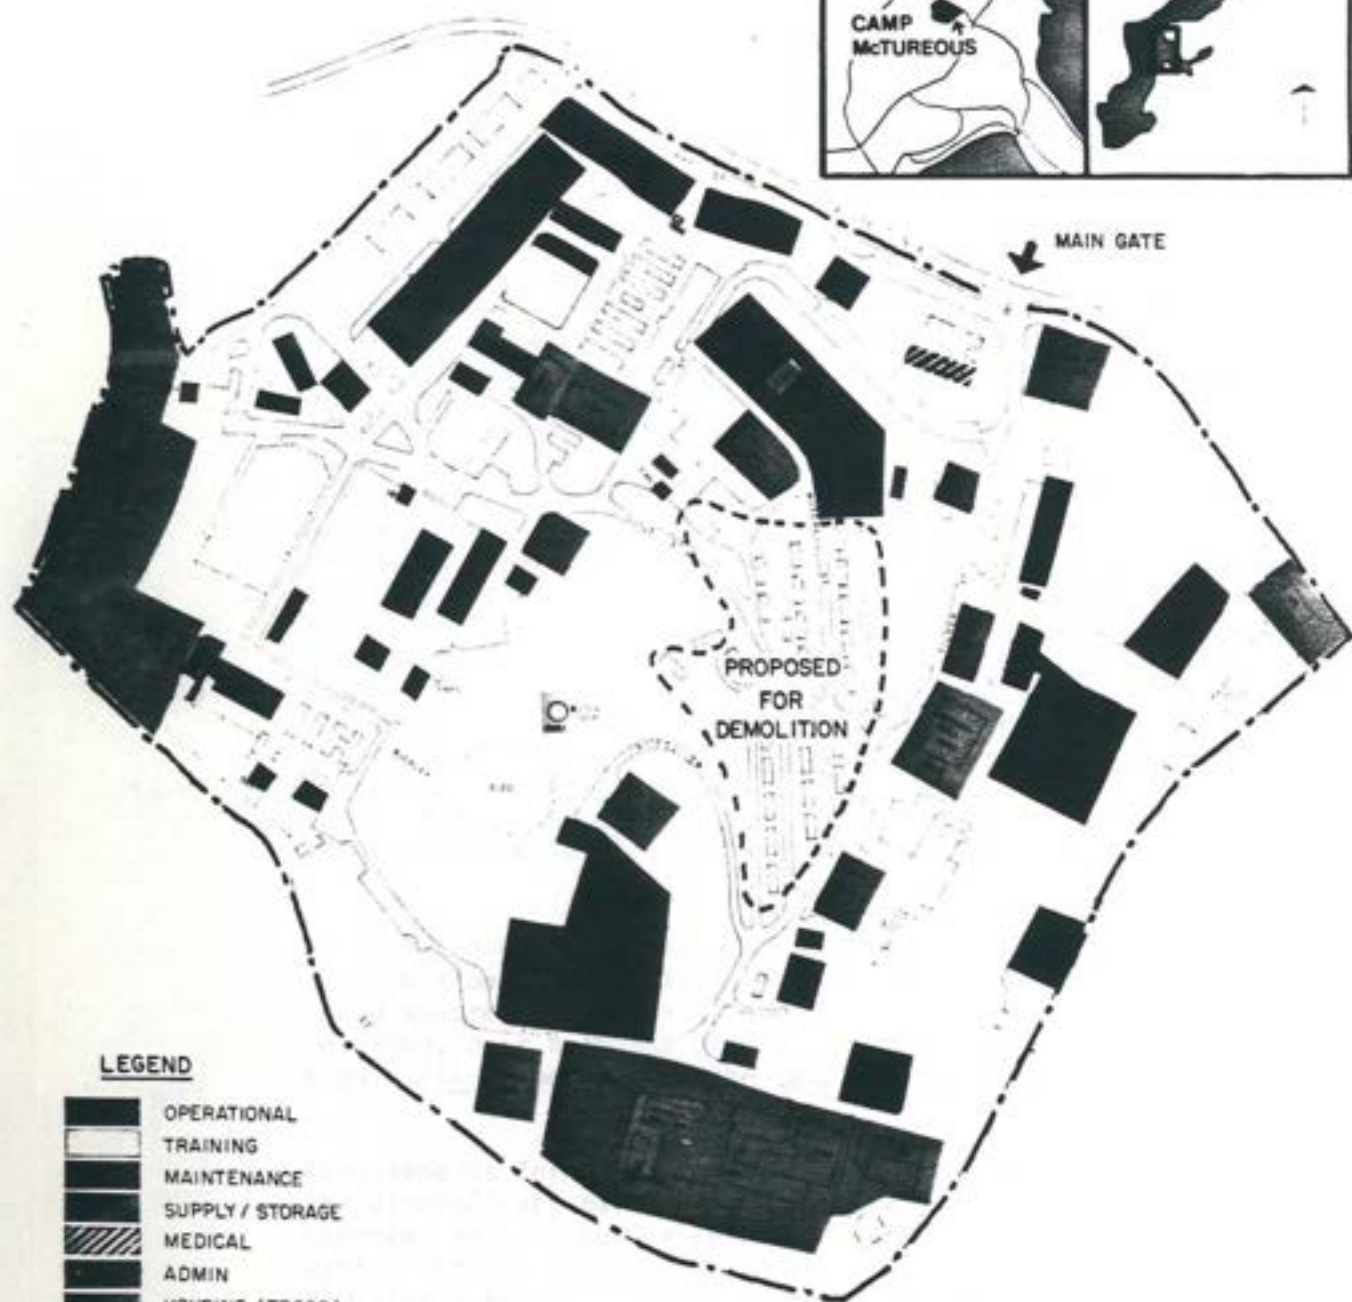 CAMP
McTUREOUS
MAIN GATE
PROPOSED
FOR
DEMOLITION
LEGEND
OPERATIONAL
TRAINING
MAINTENANCE
SUPPLY / STORAGE
MEDICAL
ADMIN